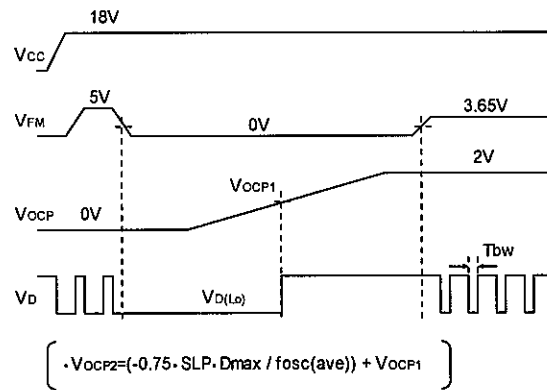 18V
Vcc
5V
0V
3.65V
VFM
2V
VOCP1
VOCP
0V
Tbw
VD
VD(Lo)
·VOCP2=(-0.75·SLP·Dmax / fosc(ave)) + VOCP1